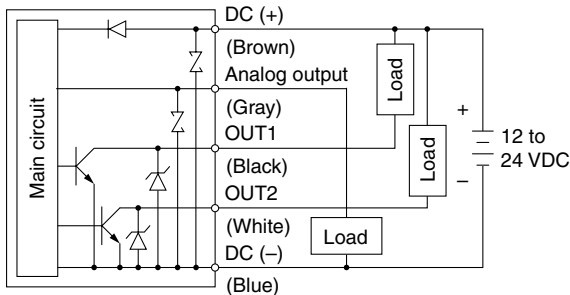 DC (+)
(Brown)
Analog output
(Gray)
OUT1
(Black)
OUT2
(White)
DC (–)
(Blue)
Main circuit
Load
Load
Load
+
–
12 to
24 VDC